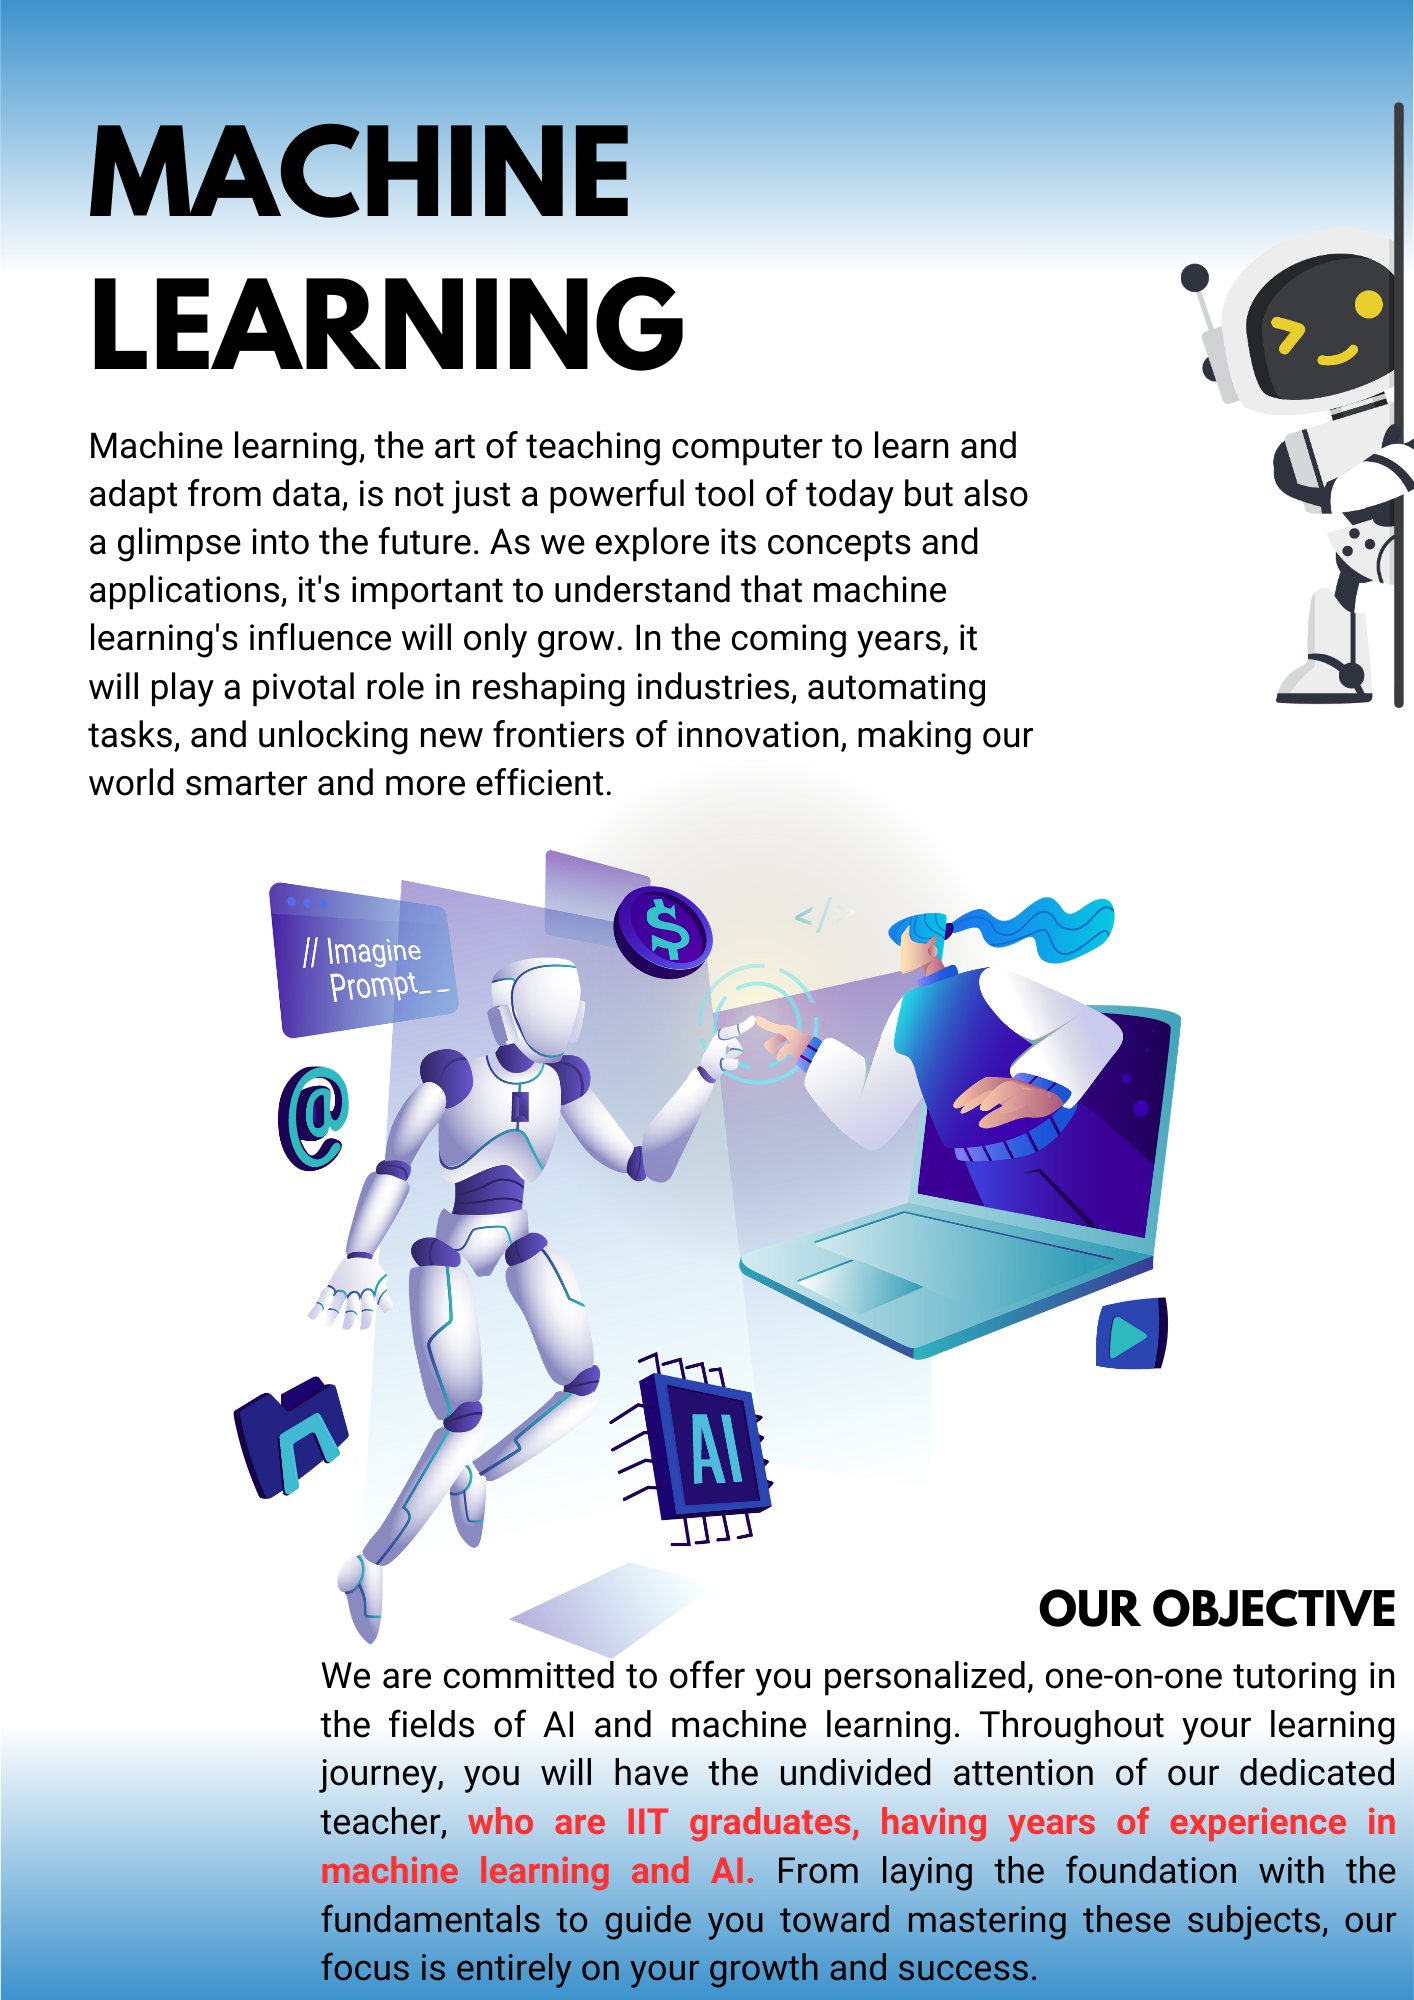 MACHINE
LEARNING
Machine learning, the art of teaching computer to learn and
adapt from data, is not just a powerful tool of today but also
a glimpse into the future. As we explore its concepts and
applications, it's important to understand that machine
learning's influence will only grow. In the coming years, it
will play a pivotal role in reshaping industries, automating
tasks, and unlocking new frontiers of innovation, making our
world smarter and more efficient.
// Imagine
Prompt_ _
$
</>
@
AI
OUR OBJECTIVE
We are committed to offer you personalized, one-on-one tutoring in
the fields of AI and machine learning. Throughout your learning
journey, you will have the undivided attention of our dedicated
teacher, who are IIT graduates, having years of experience in
machine learning and AI. From laying the foundation with the
fundamentals to guide you toward mastering these subjects, our
focus is entirely on your growth and success.